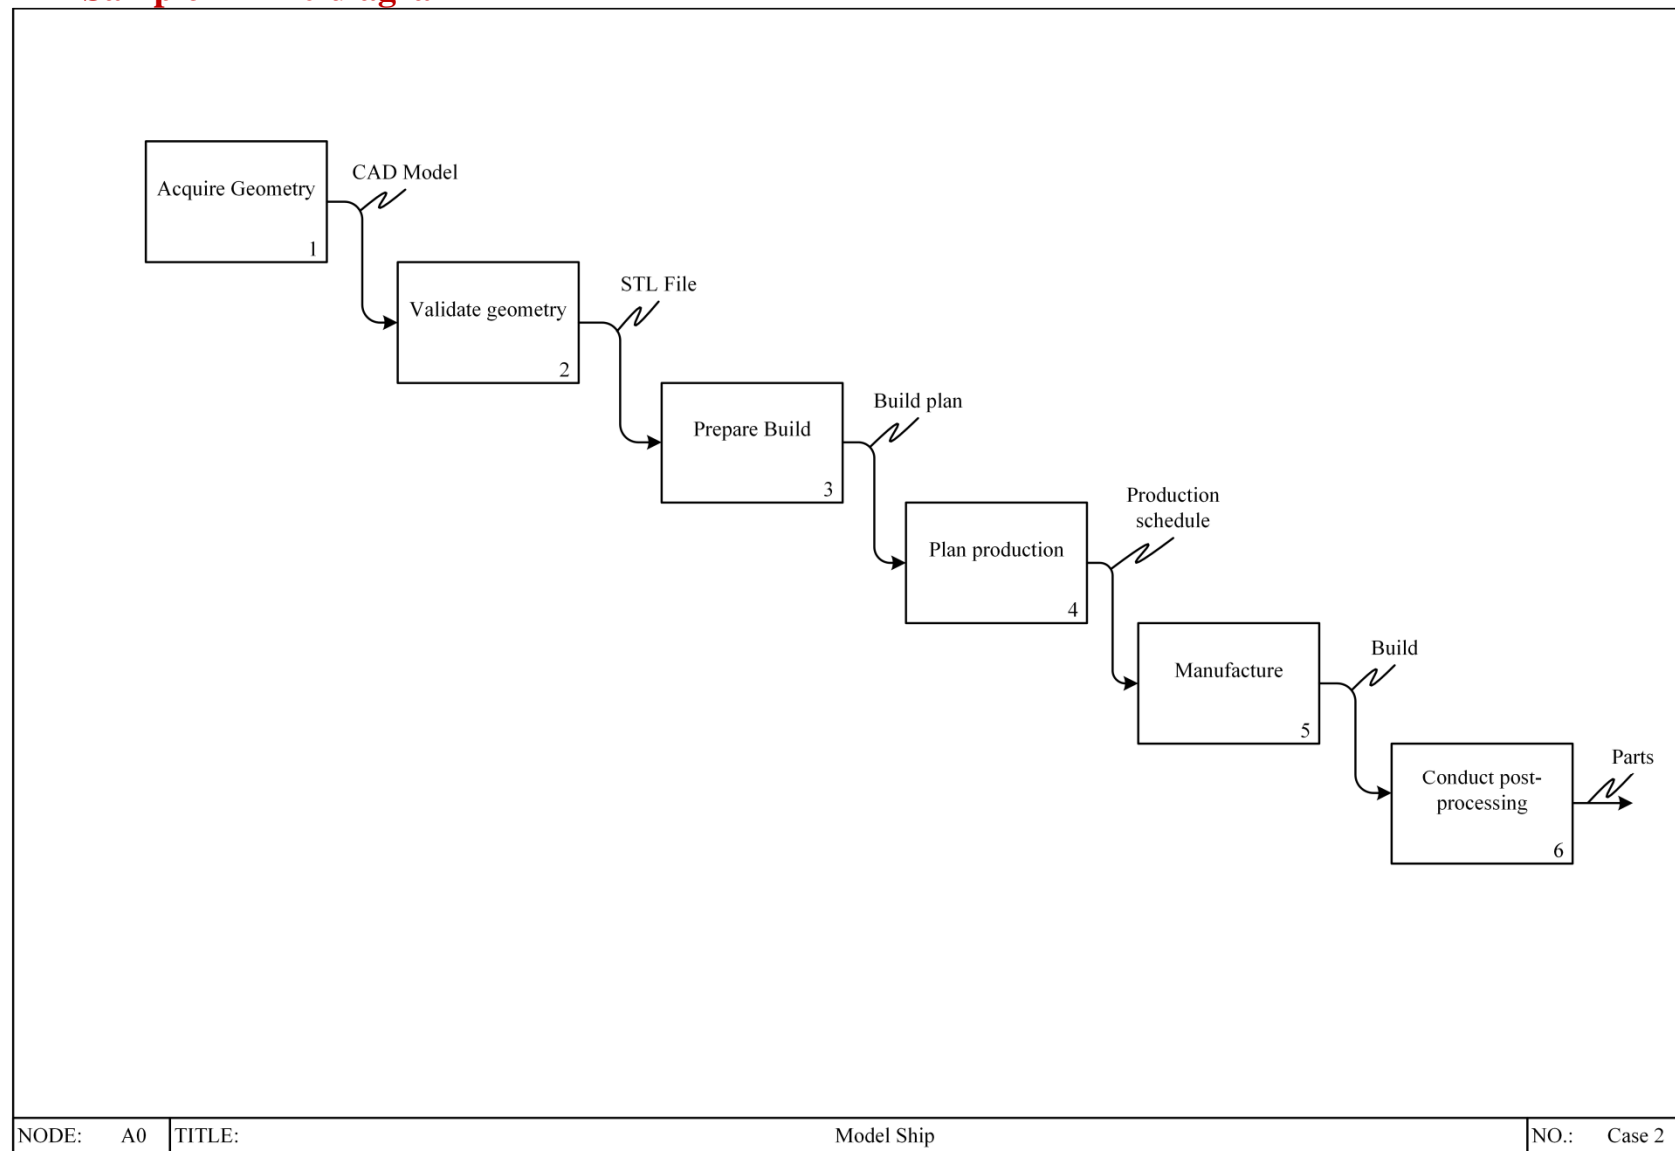 Acquire Geometry
1
CAD Model
Validate geometry
2
STL File
Prepare Build
3
Build plan
Plan production
4
Production
schedule
Manufacture
5
Build
Conduct post-
processing
6
Parts
NODE: A0 TITLE: Model Ship NO.: Case 2